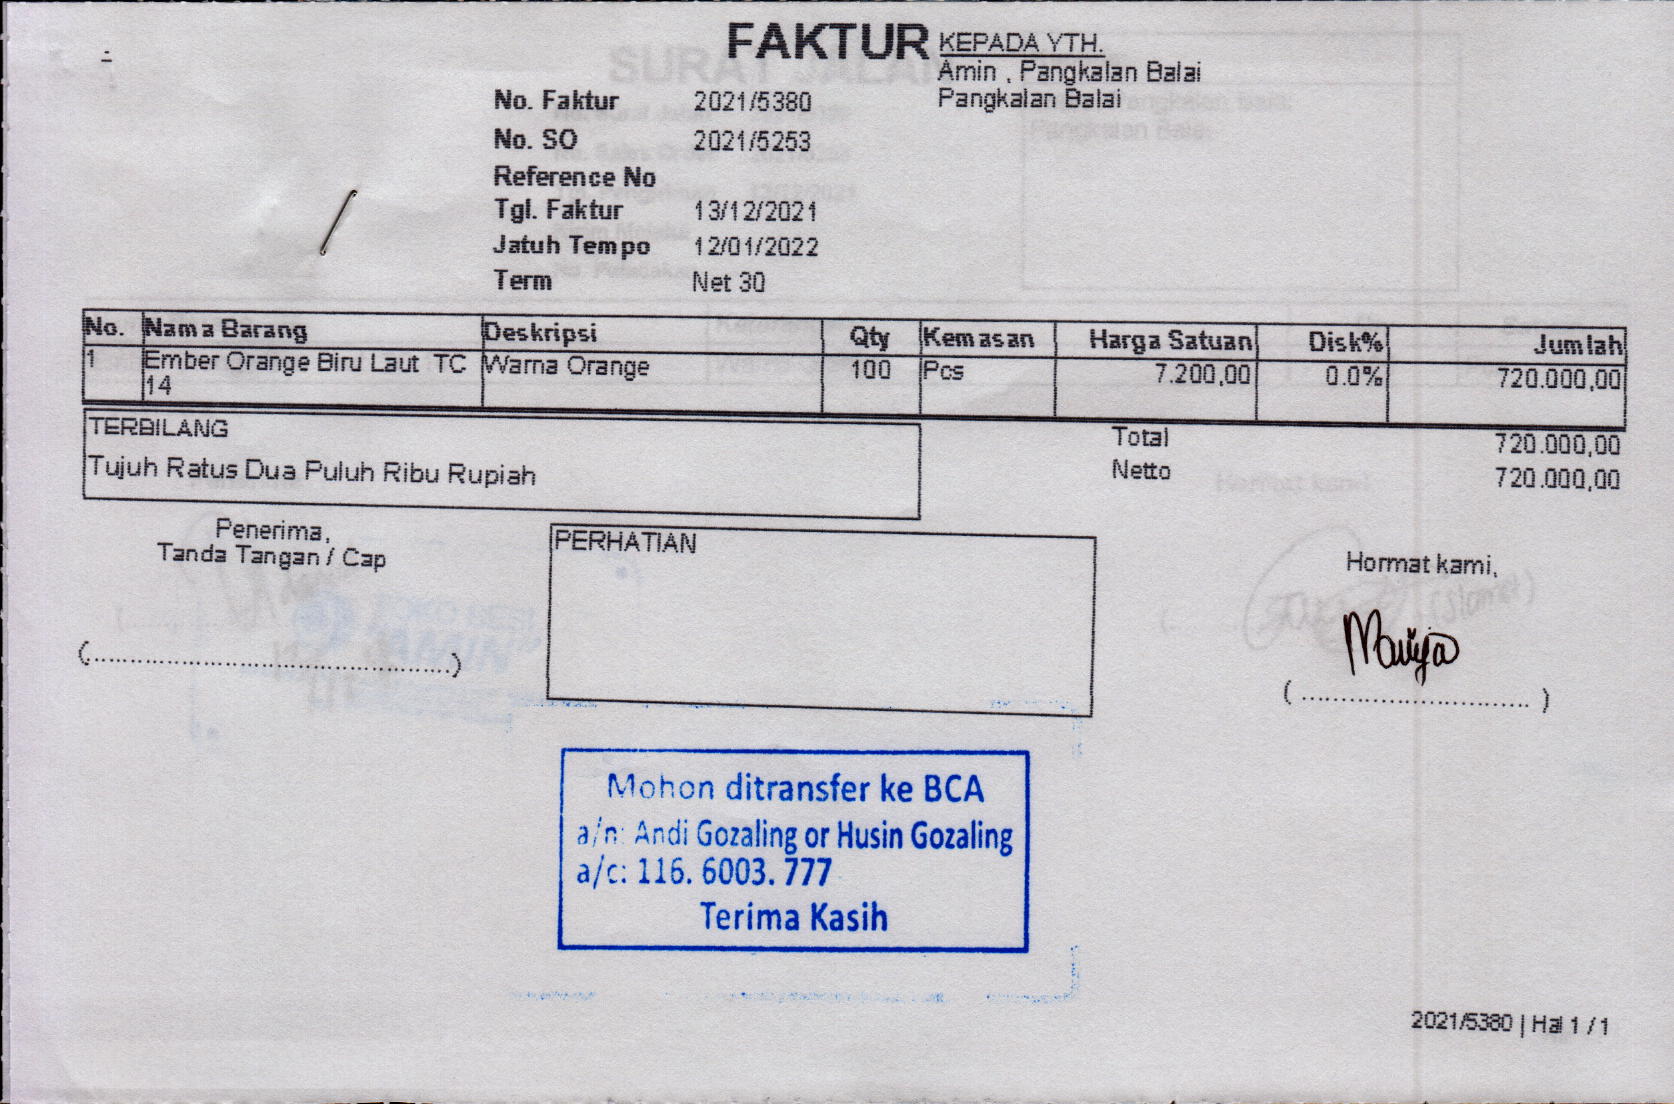 FAKTUR
KEPADA YTH.
Amin , Pangkalan Balai
Pangkalan Balai
No. Faktur 2021/5380
No. SO 2021/5253
Reference No
Tgl. Faktur 13/12/2021
Jatuh Tempo 12/01/2022
Term Net 30
No. Nama Barang Deskripsi Qty Kemasan Harga Satuan Disk% Jumlah
1 Ember Orange Biru Laut TC Warna Orange 100 Pcs 7.200,00 0.0% 720.000,00
14
TERBILANG
Tujuh Ratus Dua Puluh Ribu Rupiah
Total 720.000,00
Netto 720.000,00
Penerima,
Tanda Tangan / Cap
(............................................)
PERHATIAN
Hormat kami,
( ............................ )
Mohon ditransfer ke BCA
a/n: Andi Gozaling or Husin Gozaling
a/c: 116. 6003. 777
Terima Kasih
2021/5380 | Hal 1 / 1